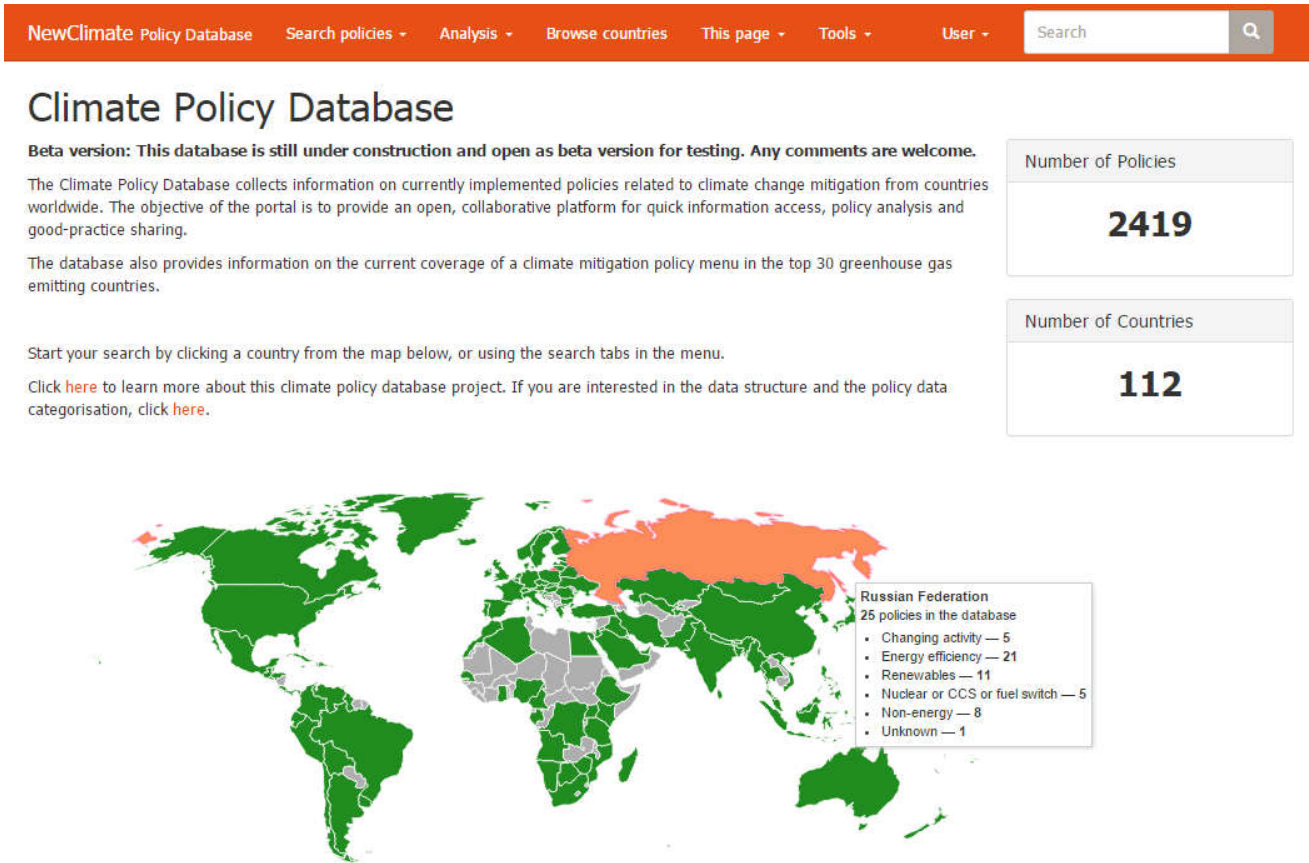 NewClimate Policy Database Search policies Analysis Browse countries This page Tools User Search
Climate Policy Database
Beta version: This database is still under construction and open as beta version for testing. Any comments are welcome.
The Climate Policy Database collects information on currently implemented policies related to climate change mitigation from countries
worldwide. The objective of the portal is to provide an open, collaborative platform for quick information access, policy analysis and
good-practice sharing.
The database also provides information on the current coverage of a climate mitigation policy menu in the top 30 greenhouse gas
emitting countries.
Start your search by clicking a country from the map below, or using the search tabs in the menu.
Click here to learn more about this climate policy database project. If you are interested in the data structure and the policy data
categorisation, click here.
Number of Policies
2419
Number of Countries
112
Russian Federation
25 policies in the database
• Changing activity — 5
• Energy efficiency — 21
• Renewables — 11
• Nuclear or CCS or fuel switch — 5
• Non-energy — 8
• Unknown — 1